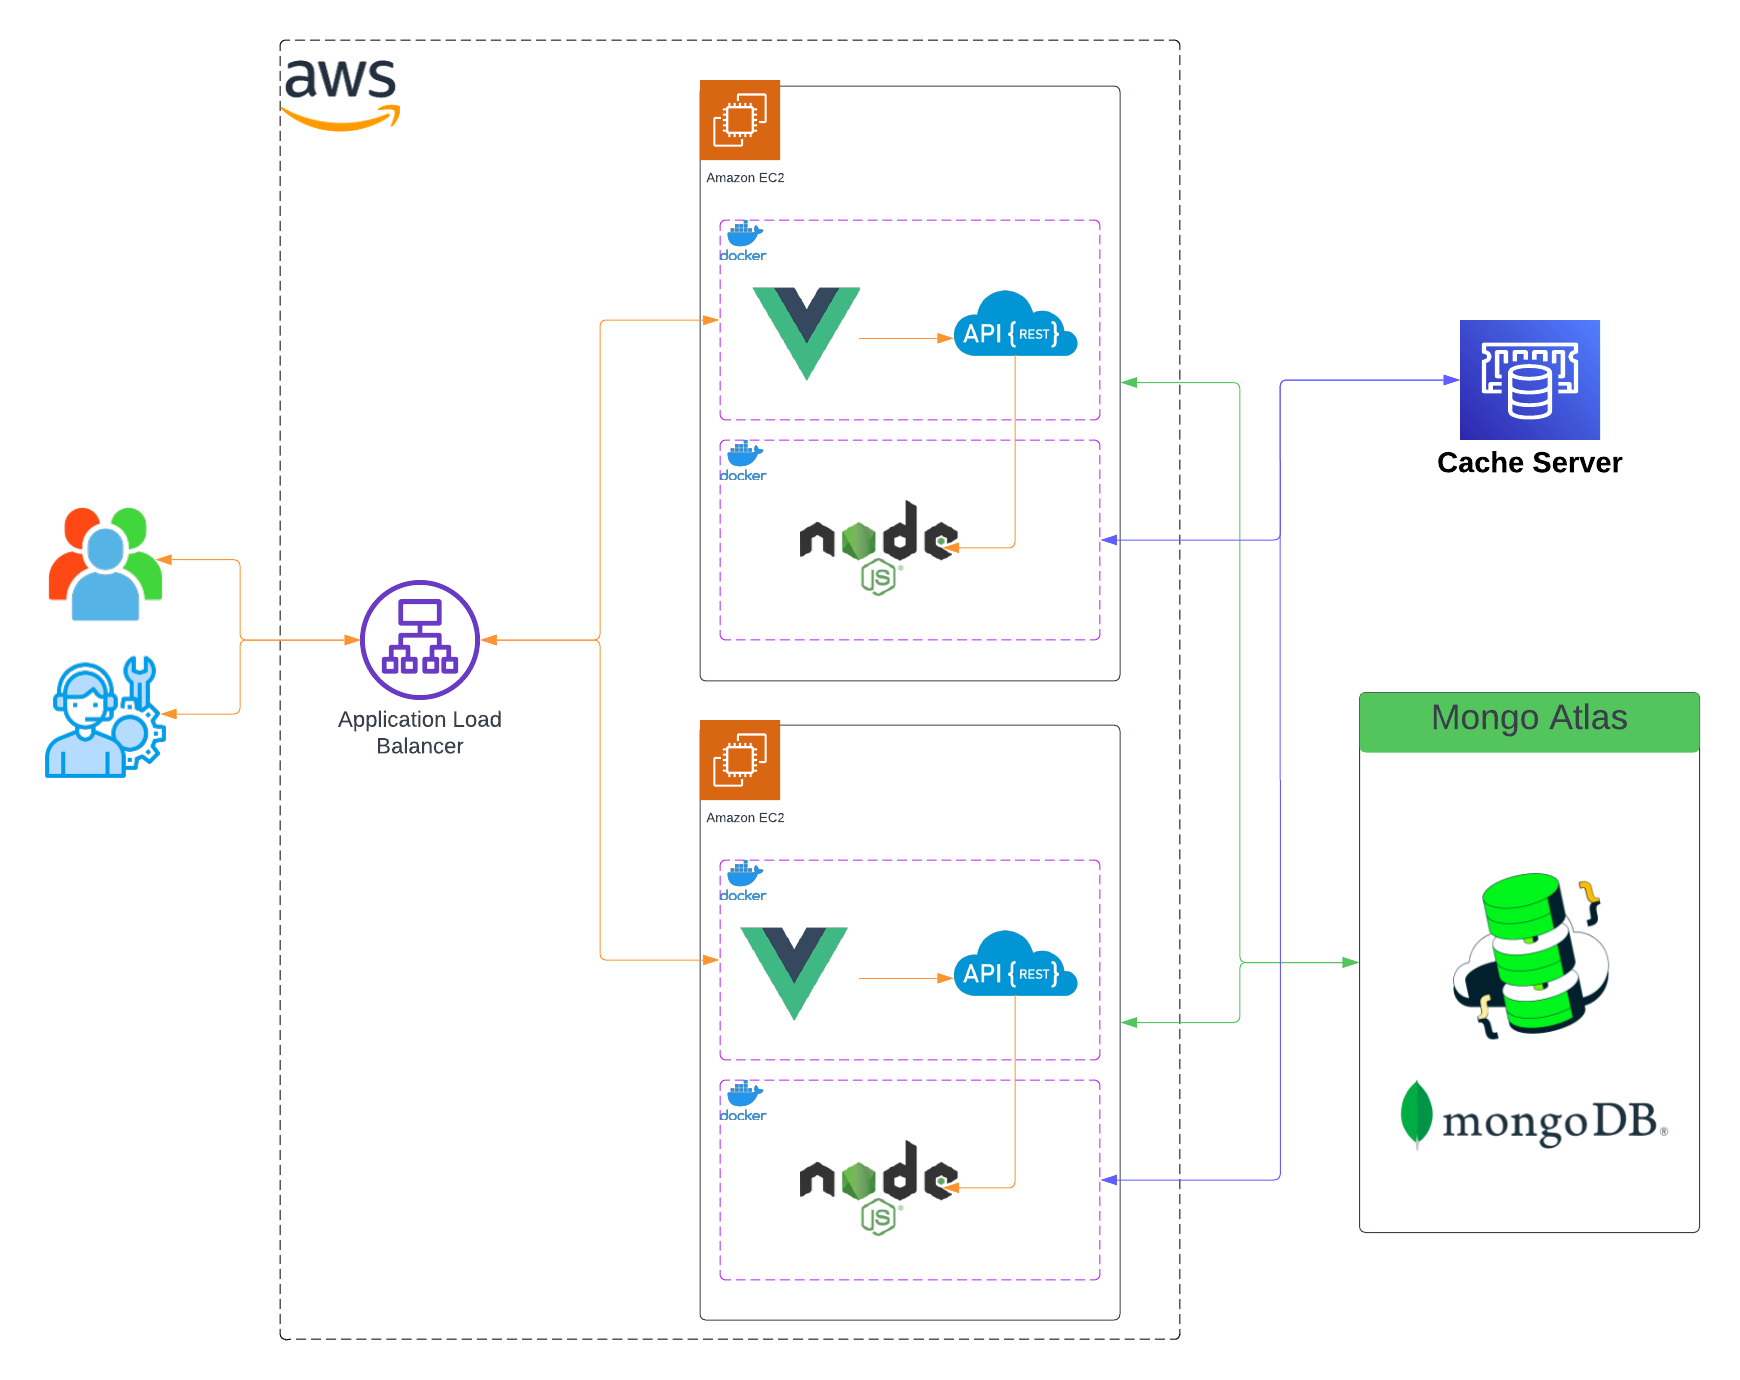 aws
Amazon EC2
docker
API {REST}
docker
node
JS®
Cache Server
Application Load
Balancer
Mongo Atlas
Amazon EC2
docker
API {REST}
docker
node
JS®
mongoDB®